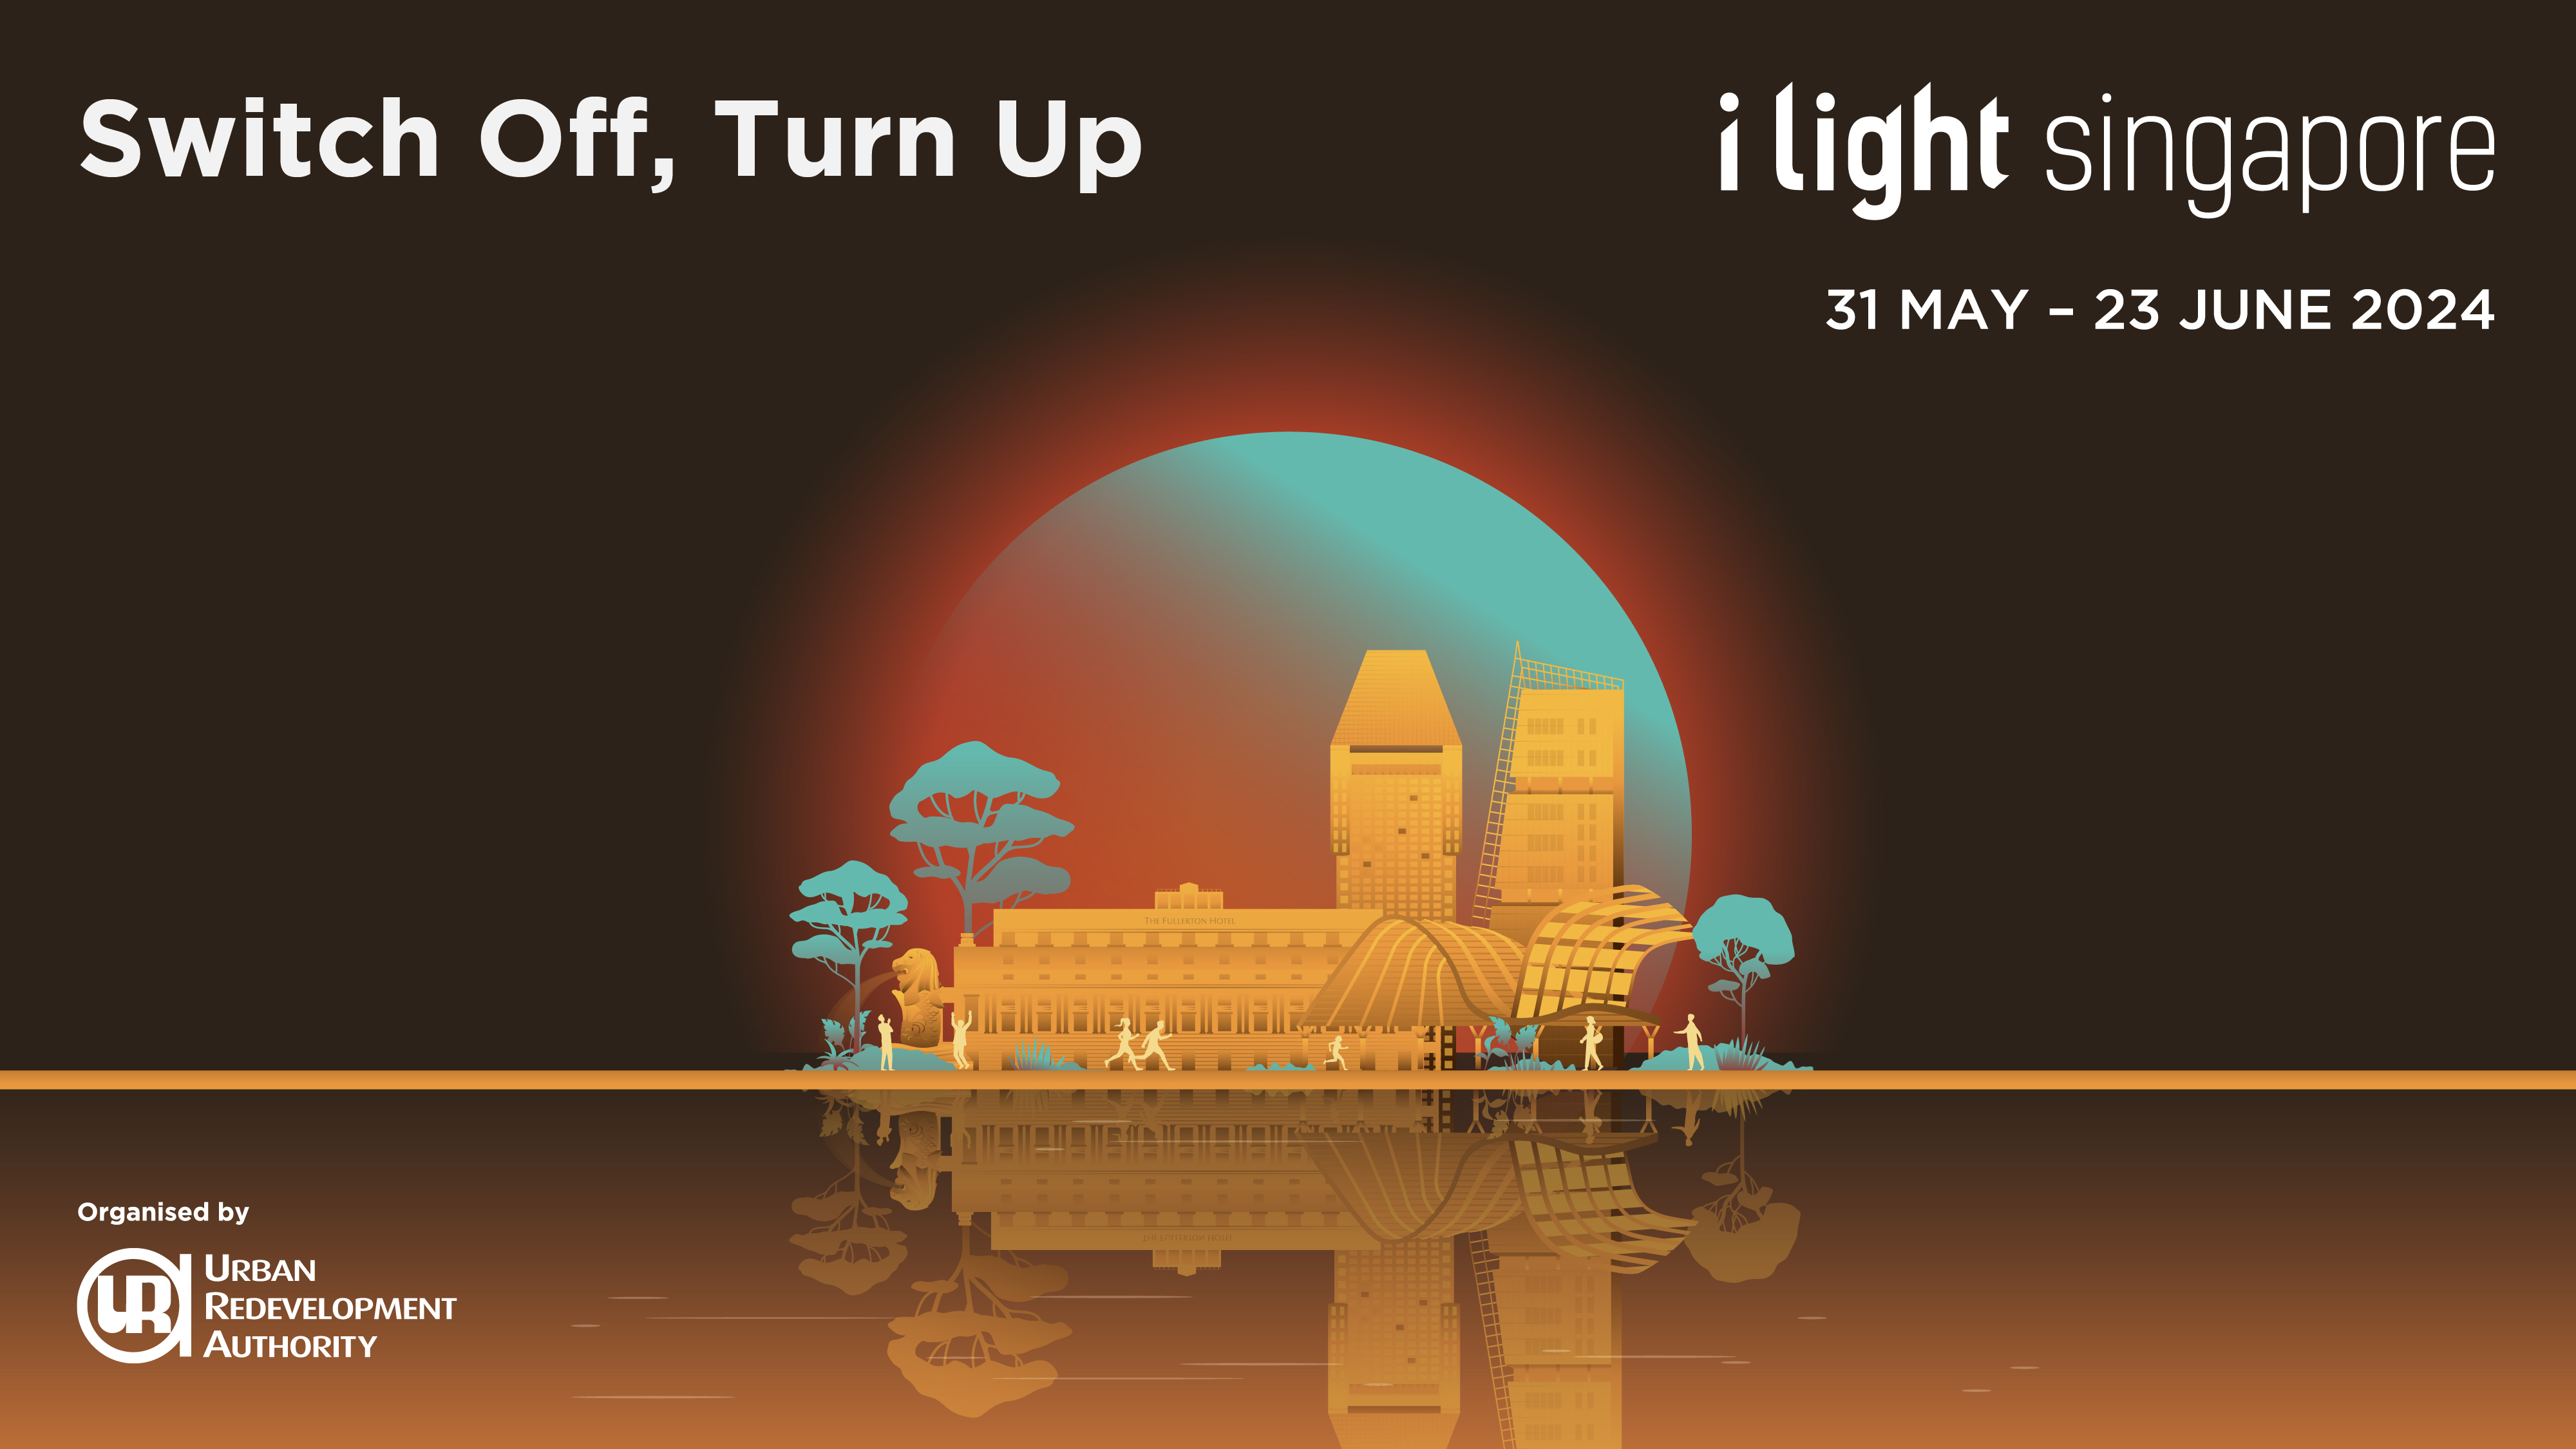 Switch Off, Turn Up
i light singapore
31 MAY – 23 JUNE 2024
THE FULLERTON HOTEL
Organised by
URA
URBAN
REDEVELOPMENT
AUTHORITY